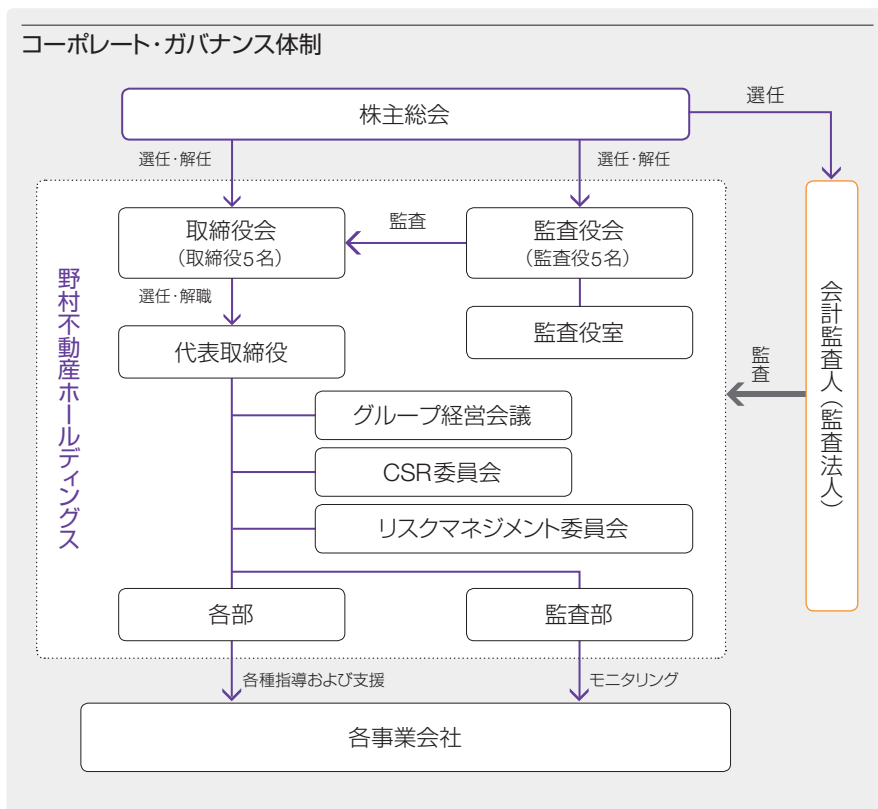 コーポレート・ガバナンス体制
株主総会
選任
選任・解任
選任・解任
取締役会
(取締役5名)
監査
監査役会
(監査役5名)
選任・解職
監査役室
代表取締役
監査
会計監査人(監査法人)
野村不動産ホールディングス
グループ経営会議
CSR委員会
リスクマネジメント委員会
各部
監査部
各種指導および支援
モニタリング
各事業会社